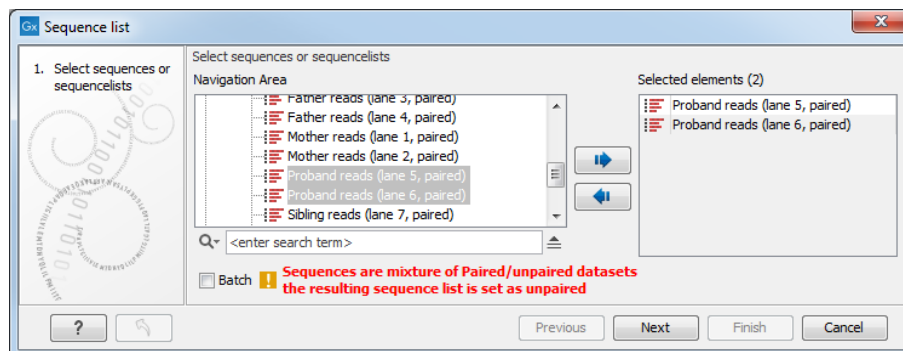 Gx Sequence list
1. Select sequences or
sequencelists
Select sequences or sequencelists
Navigation Area
Father reads (lane 3, paired)
Father reads (lane 4, paired)
Mother reads (lane 1, paired)
Mother reads (lane 2, paired)
Proband reads (lane 5, paired)
Proband reads (lane 6, paired)
Sibling reads (lane 7, paired)
<enter search term>
Batch
Sequences are mixture of Paired/unpaired datasets
the resulting sequence list is set as unpaired
Selected elements (2)
Proband reads (lane 5, paired)
Proband reads (lane 6, paired)
?
Previous
Next
Finish
Cancel